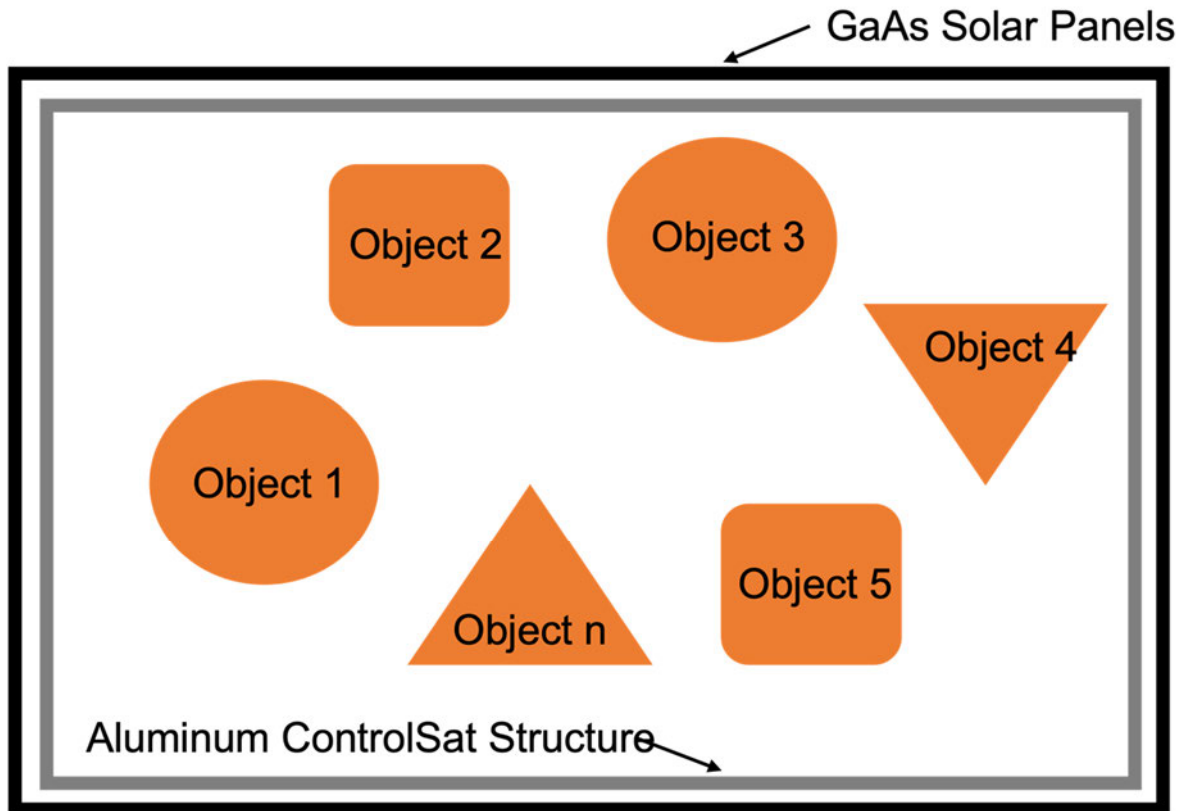 GaAs Solar Panels
Object 2
Object 3
Object 4
Object 1
Object 5
Object n
Aluminum ControlSat Structure